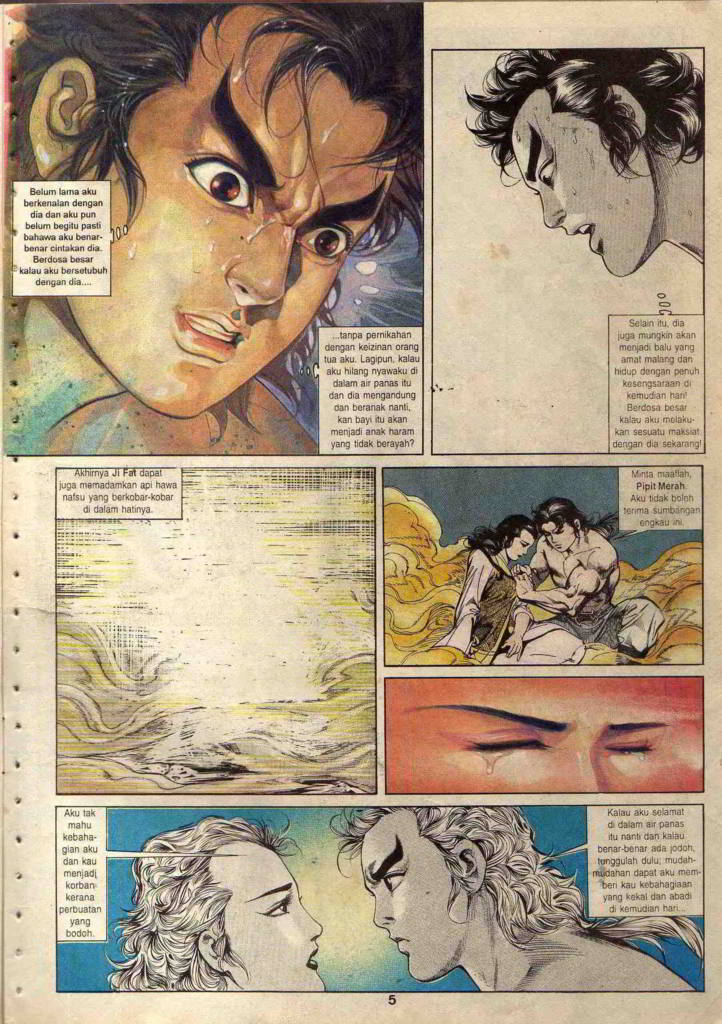 Belum lama aku
berkenalan dengan
dia dan aku pun
belum begitu pasti
bahawa aku benar-
benar cintakan dia.
Berdosa besar
kalau aku bersetubuh
dengan dia....
...tanpa pernikahan
dengan keizinan orang
tua aku. Lagipun, kalau
aku hilang nyawaku di
dalam air panas itu
dan dia mengandung
dan beranak nanti,
kan bayi itu akan
menjadi anak haram
yang tidak berayah?
Selain itu, dia
juga mungkin akan
menjadi balu yang
amat malang dan
hidup dengan penuh
kesengsaraan di
kemudian hari!
Berdosa besar
kalau aku melaku-
kan sesuatu maksiat
dengan dia sekarang!
Akhirnya Ji Fat dapat
juga memadamkan api hawa
nafsu yang berkobar-kobar
di dalam hatinya.
Minta maaflah,
Pipit Merah.
Aku tidak boleh
terima sumbangan
engkau ini.
Aku tak
mahu
kebaha-
gian aku
dan kau
menjadi
korban-
kerana
perbuatan
yang
bodoh.
Kalau aku selamat
di dalam air panas
itu nanti dan kalau
benar-benar ada jodoh,
tunggulah dulu; mudah-
mudahan dapat aku mem-
beri kau kebahagiaan
yang kekal dan abadi
di kemudian hari...
5